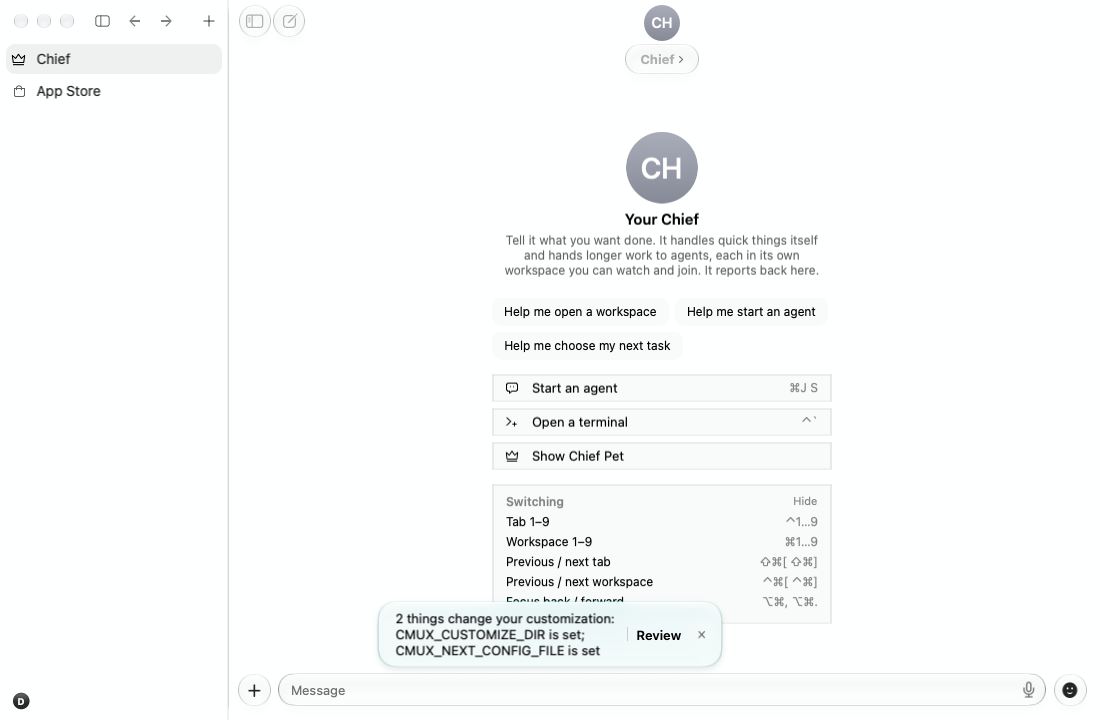 CH
Chief
Chief
App Store
CH
Your Chief
Tell it what you want done. It handles quick things itself
and hands longer work to agents, each in its own
workspace you can watch and join. It reports back here.
Help me open a workspace
Help me start an agent
Help me choose my next task
Start an agent ⌘J S
Open a terminal ^`
Show Chief Pet
Switching Hide
Tab 1–9 ^1...9
Workspace 1–9 ⌘1...9
Previous / next tab ⇧⌘[ ⇧⌘]
Previous / next workspace ^⌘[ ^⌘]
Focus back / forward ⌥⌘, ⌥⌘.
2 things change your customization:
CMUX_CUSTOMIZE_DIR is set;
CMUX_NEXT_CONFIG_FILE is set
Review
Message
D